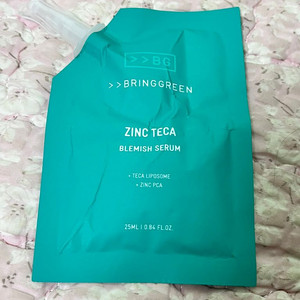 >>BG
>>BRINGGREEN
ZINC TECA
BLEMISH SERUM
+ TECA LIPOSOME
+ ZINC PCA
25ML | 0.84 FL.OZ.